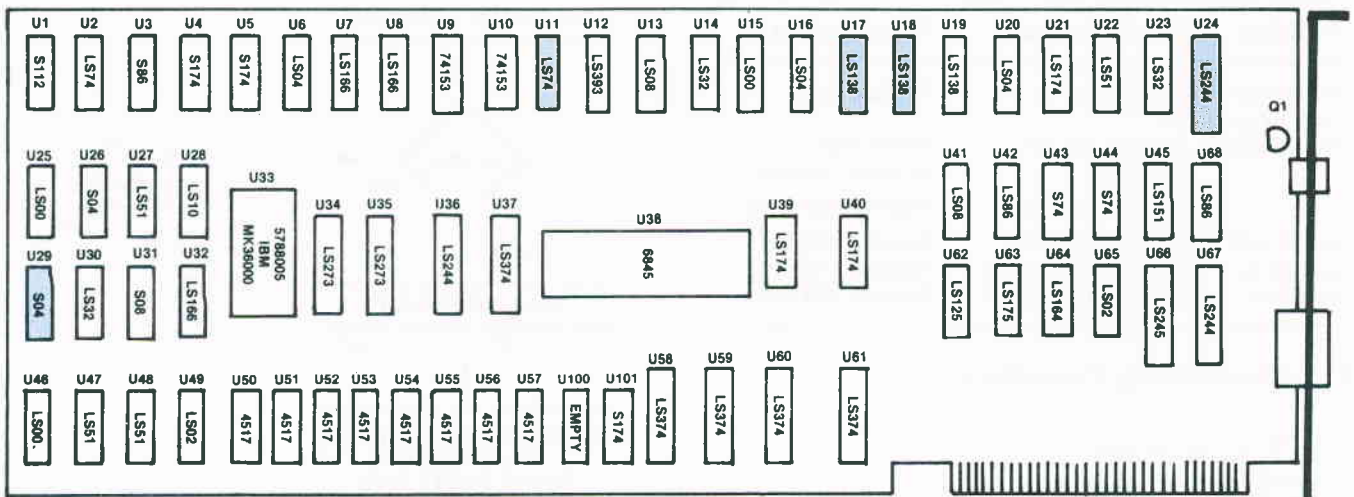 U1 U2 U3 U4 U5 U6 U7 U8 U9 U10 U11 U12 U13 U14 U15 U16 U17 U18 U19 U20 U21 U22 U23 U24
S112 LS74 S86 S174 S174 LS04 LS166 LS166 74153 74153 LS74 LS393 LS08 LS32 LS00 LS04 LS138 LS138 LS138 LS04 LS174 LS51 LS32 LS244
Q1
U25 U26 U27 U28 U33 U41 U42 U43 U44 U45 U68
LS00 S04 LS51 LS10 LS08 LS86 S74 S74 LS151 LS86
5788005
IBM
MK36000
U34 U35 U36 U37 U38 U39 U40
LS273 LS273 LS244 LS374 6845 LS174 LS174
U29 U30 U31 U32 U62 U63 U64 U65 U66 U67
S04 LS32 S08 LS166 LS125 LS175 LS164 LS02 LS245 LS244
U46 U47 U48 U49 U50 U51 U52 U53 U54 U55 U56 U57 U100 U101 U58 U59 U60 U61
LS00 LS51 LS51 LS02 4517 4517 4517 4517 4517 4517 4517 4517 EMPTY S174 LS374 LS374 LS374 LS374